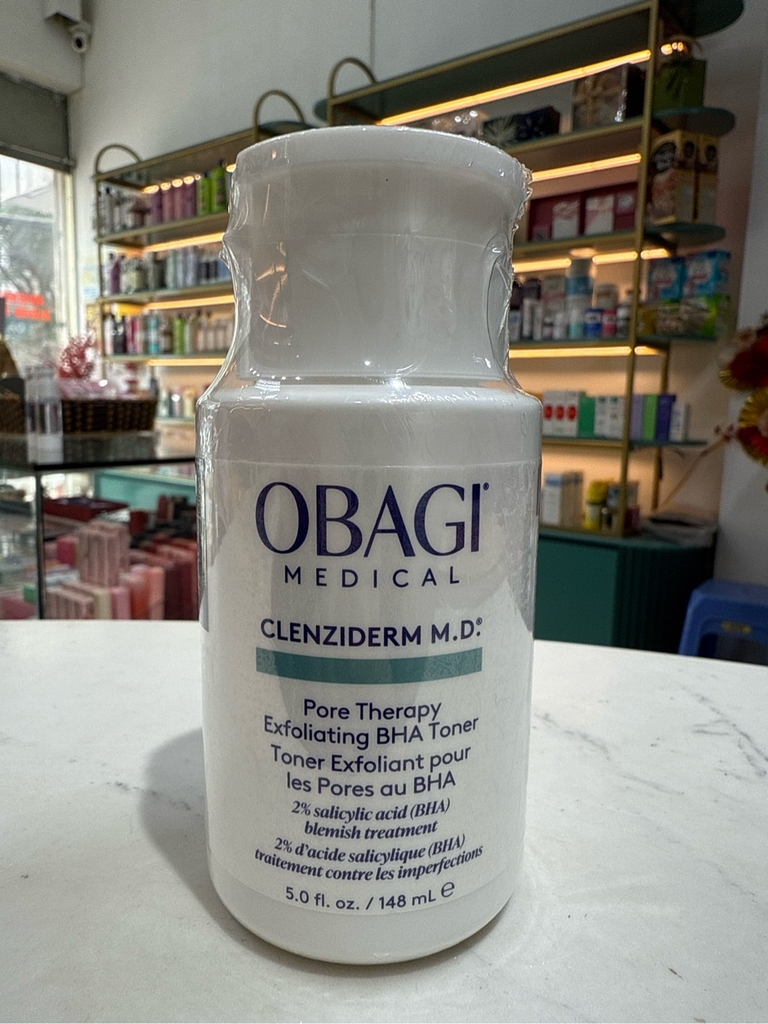 OBAGI®
MEDICAL
CLENZIDERM M.D.®
Pore Therapy
Exfoliating BHA Toner
Toner Exfoliant pour
les Pores au BHA
2% salicylic acid (BHA)
blemish treatment
2% d'acide salicylique (BHA)
traitement contre les imperfections
5.0 fl. oz. / 148 mL ℮